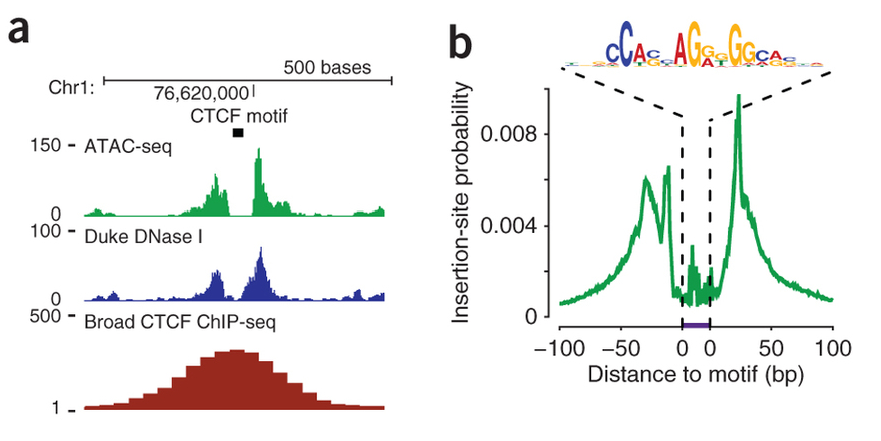 a
500 bases
Chr1:
76,620,000
CTCF motif
150
ATAC-seq
0
100
Duke DNase I
0
500
Broad CTCF ChIP-seq
1
b
Insertion-site probability
0.008
0.004
0
−100 −50 0 0 50 100
Distance to motif (bp)